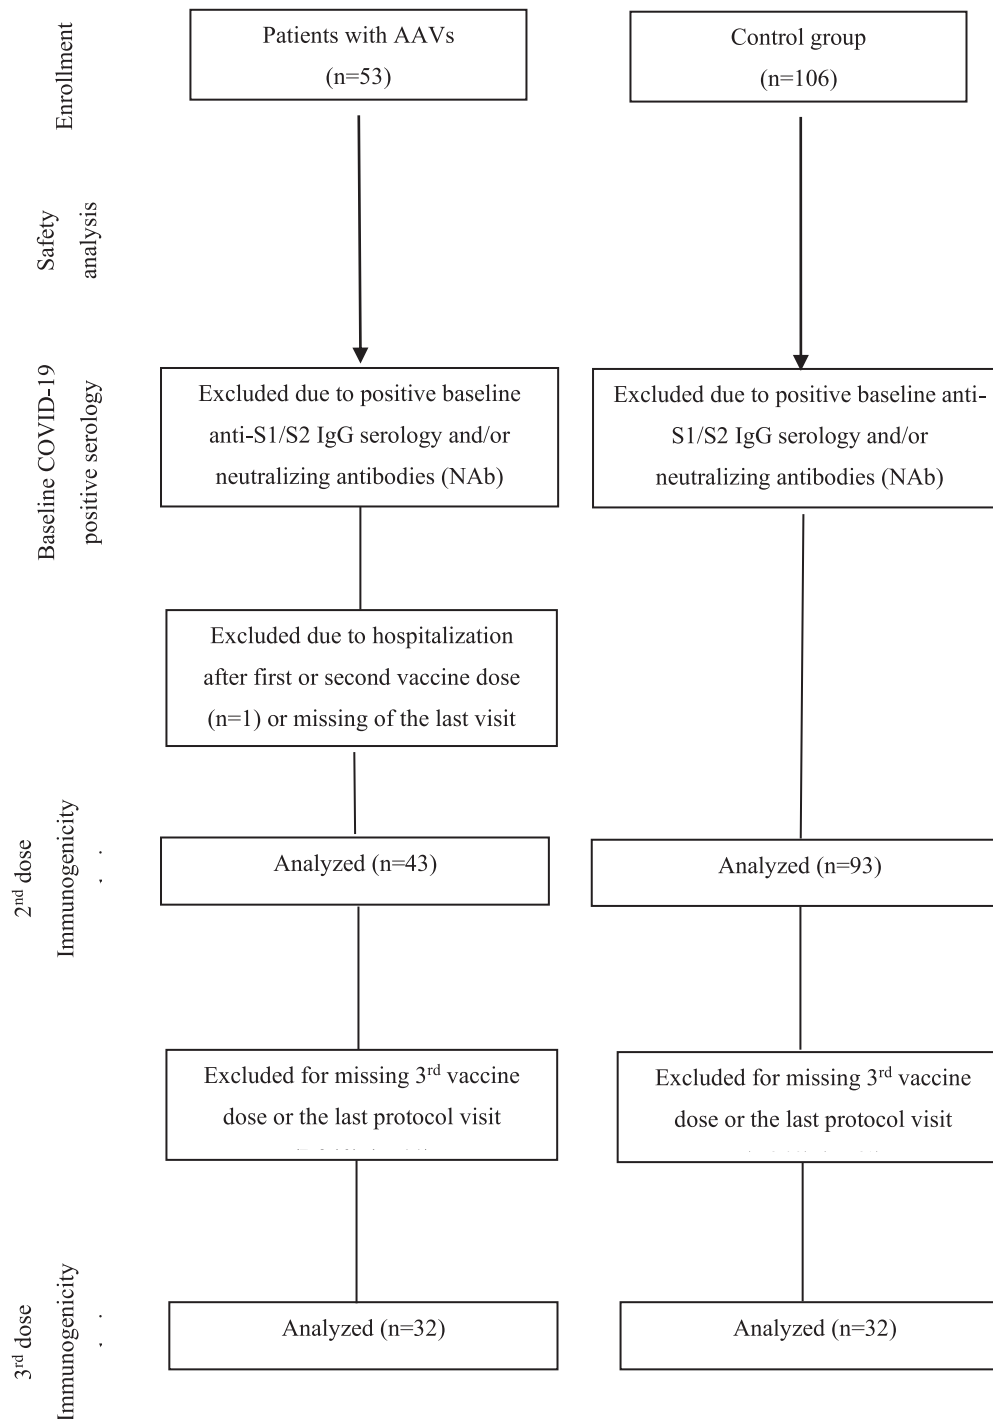 Enrollment
Patients with AAVs
(n=53)
Control group
(n=106)
Safety
analysis
Baseline COVID-19
positive serology
Excluded due to positive baseline
anti-S1/S2 IgG serology and/or
neutralizing antibodies (NAb)
Excluded due to positive baseline anti-
S1/S2 IgG serology and/or
neutralizing antibodies (NAb)
Excluded due to hospitalization
after first or second vaccine dose
(n=1) or missing of the last visit
2nd dose
Immunogenicity
Analyzed (n=43)
Analyzed (n=93)
Excluded for missing 3rd vaccine
dose or the last protocol visit
Excluded for missing 3rd vaccine
dose or the last protocol visit
3rd dose
Immunogenicity
Analyzed (n=32)
Analyzed (n=32)